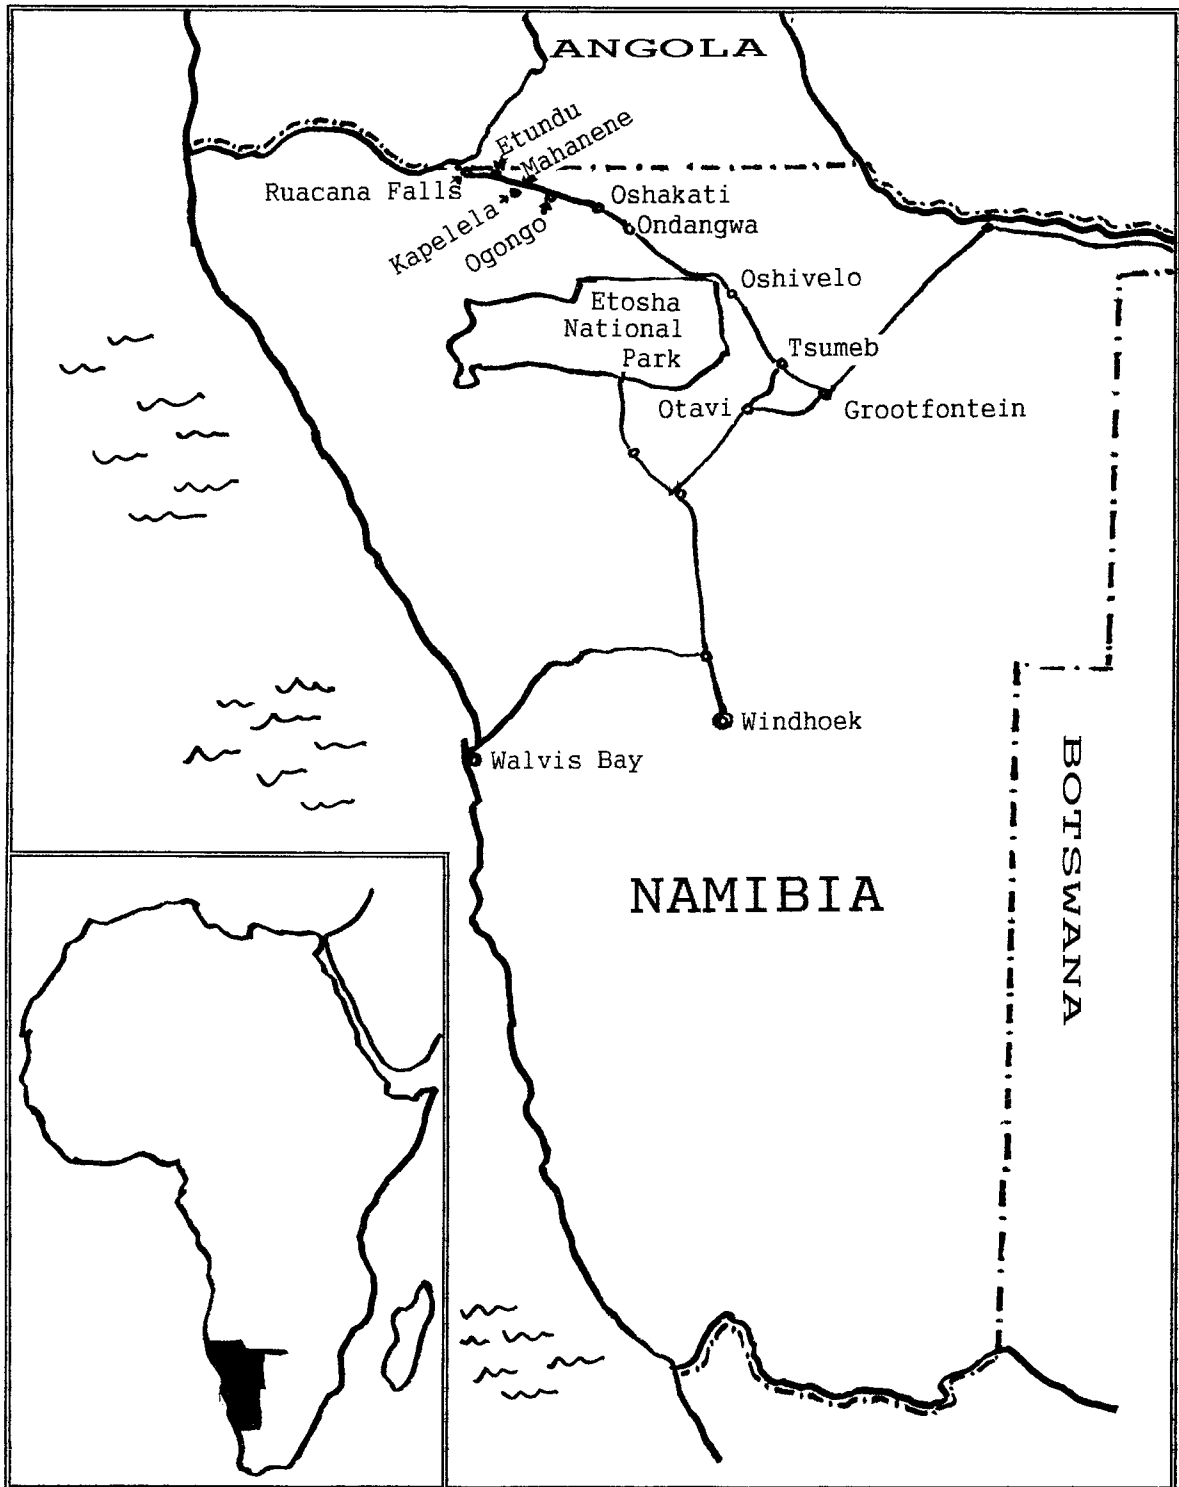 ANGOLA
Etundu
Mahanene
Ruacana Falls
Oshakati
Kapelela
Ogongo
Ondangwa
Oshivelo
Etosha
National
Park
Tsumeb
Otavi
Grootfontein
Windhoek
Walvis Bay
BOTSWANA
NAMIBIA